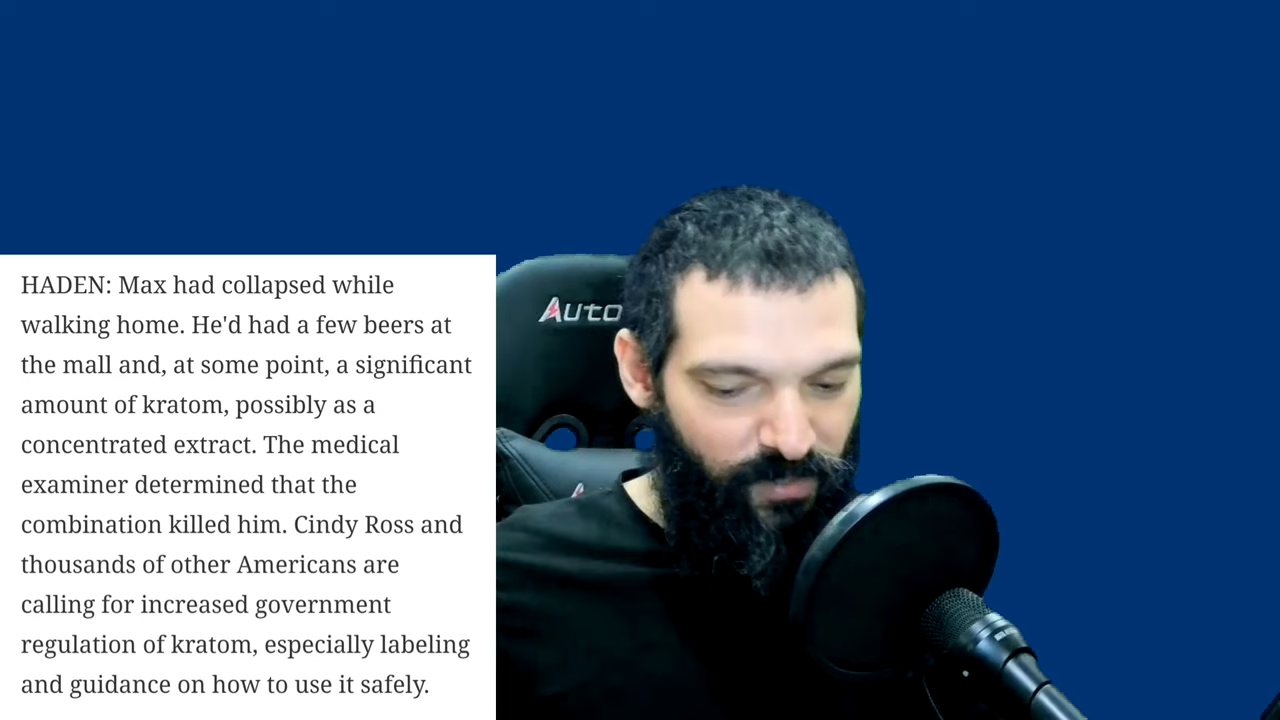 HADEN: Max had collapsed while
walking home. He'd had a few beers at
the mall and, at some point, a significant
amount of kratom, possibly as a
concentrated extract. The medical
examiner determined that the
combination killed him. Cindy Ross and
thousands of other Americans are
calling for increased government
regulation of kratom, especially labeling
and guidance on how to use it safely.
Auto